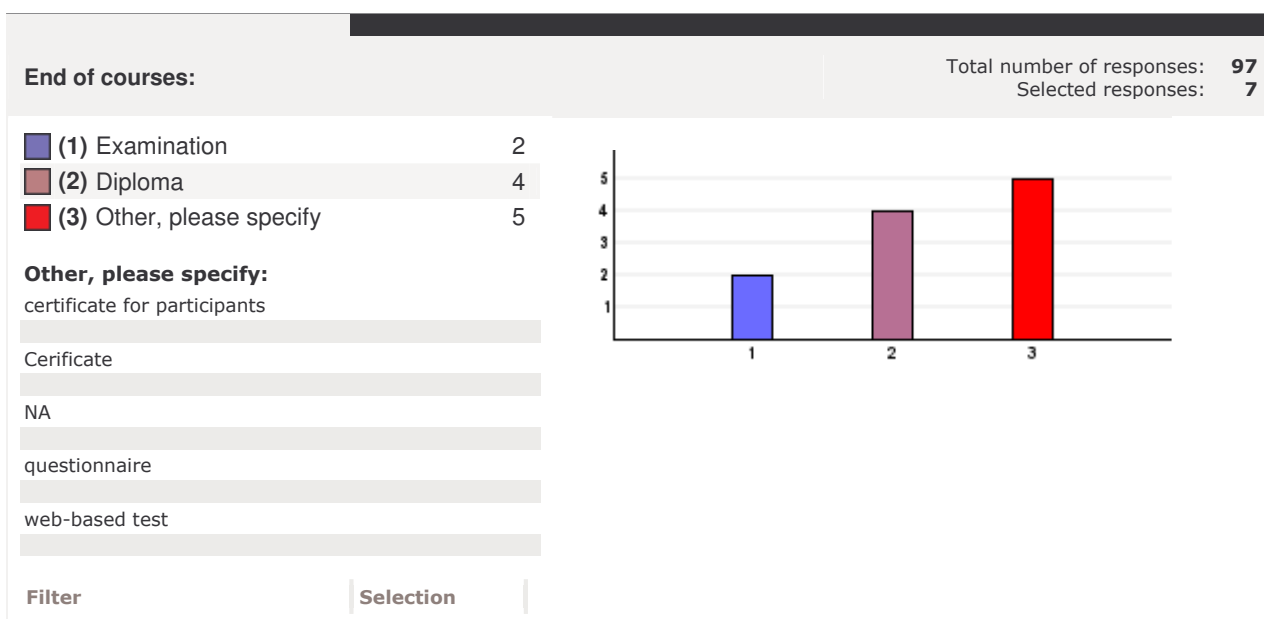 End of courses:
Total number of responses: 97
Selected responses: 7
(1) Examination 2
(2) Diploma 4
(3) Other, please specify 5
Other, please specify:
certificate for participants
Cerificate
NA
questionnaire
web-based test
Filter Selection
5
4
3
2
1
1 2 3